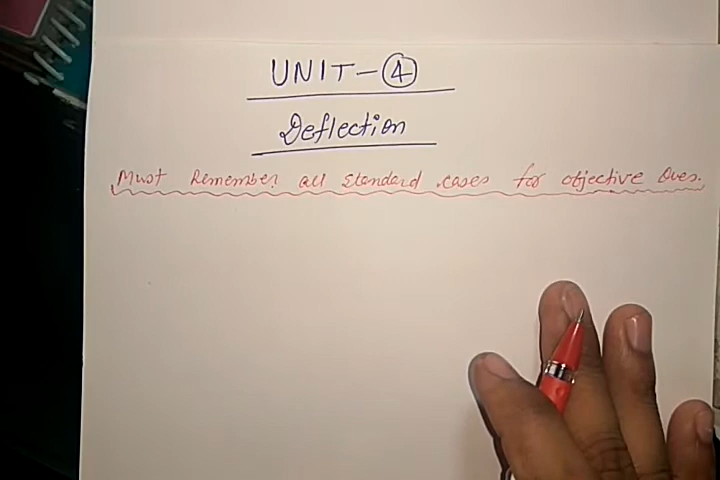 UNIT-4
Deflection
Must Remember all standard cases for objective Ques.